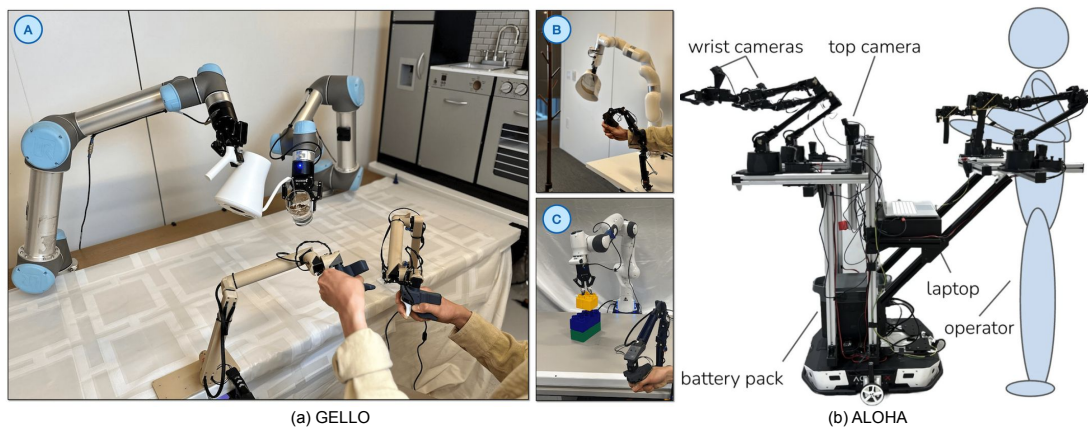 A
B
C
wrist cameras
top camera
laptop
operator
battery pack
(a) GELLO
(b) ALOHA